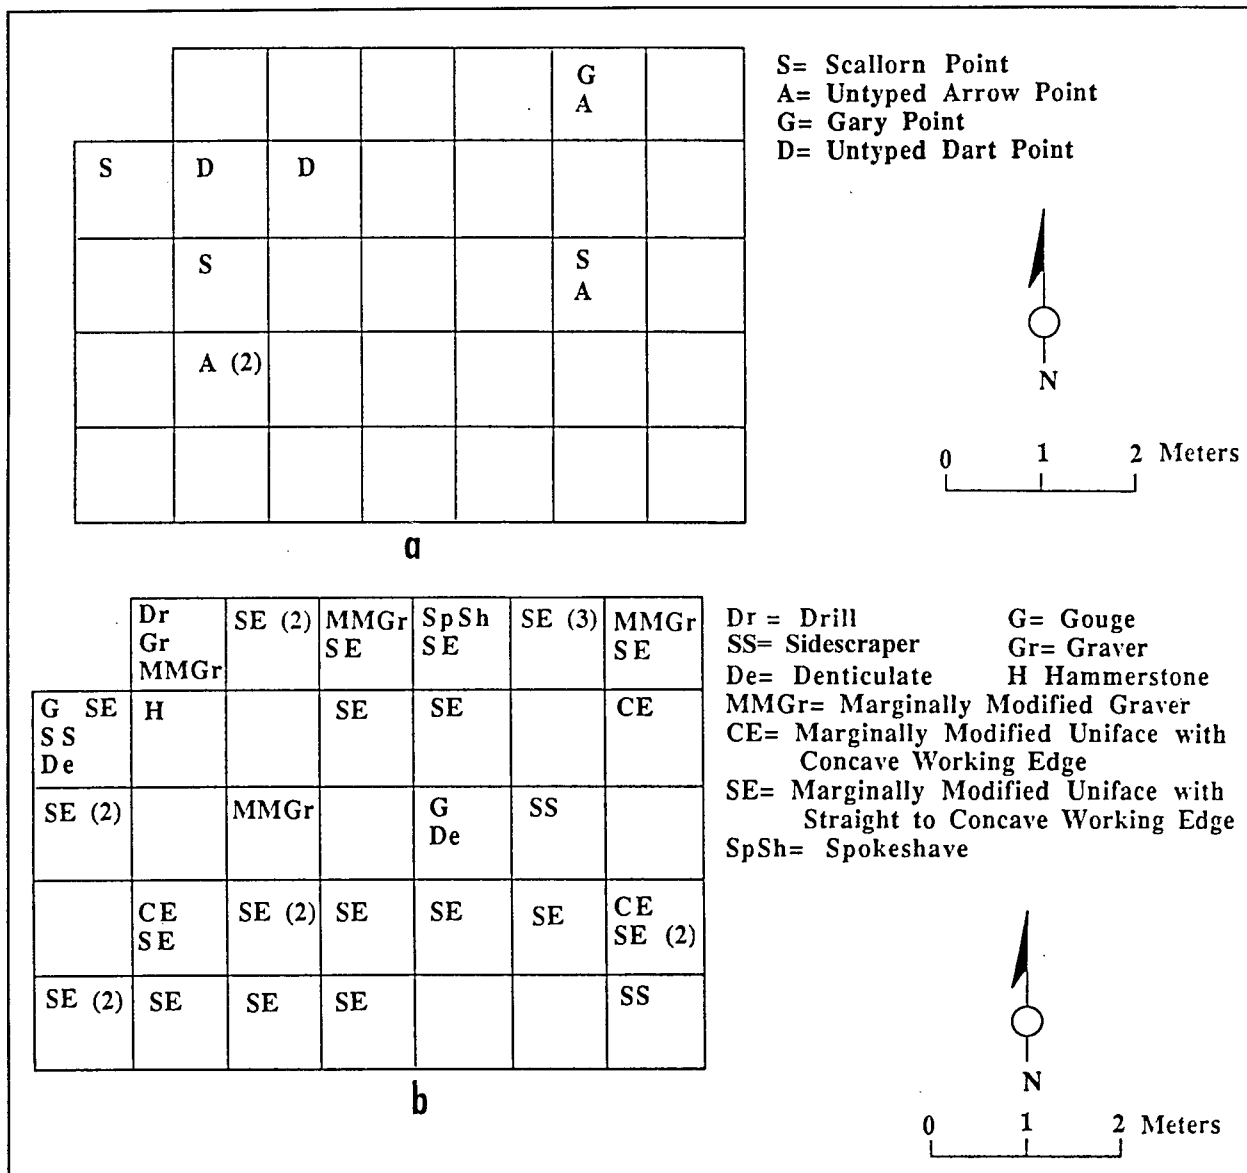 G
A
S D D
S
S
A
A (2)
S= Scallorn Point
A= Untyped Arrow Point
G= Gary Point
D= Untyped Dart Point
N
0 1 2 Meters
a
Dr
Gr
MMGr
SE (2)
MMGr
SE
SpSh
SE
SE (3)
MMGr
SE
G SE
SS
De
H
SE
SE
CE
SE (2)
MMGr
G
De
SS
CE
SE
SE (2)
SE
SE
SE
CE
SE (2)
SE (2)
SE
SE
SE
SS
Dr = Drill G= Gouge
SS= Sidescraper Gr= Graver
De= Denticulate H Hammerstone
MMGr= Marginally Modified Graver
CE= Marginally Modified Uniface with
Concave Working Edge
SE= Marginally Modified Uniface with
Straight to Concave Working Edge
SpSh= Spokeshave
N
0 1 2 Meters
b